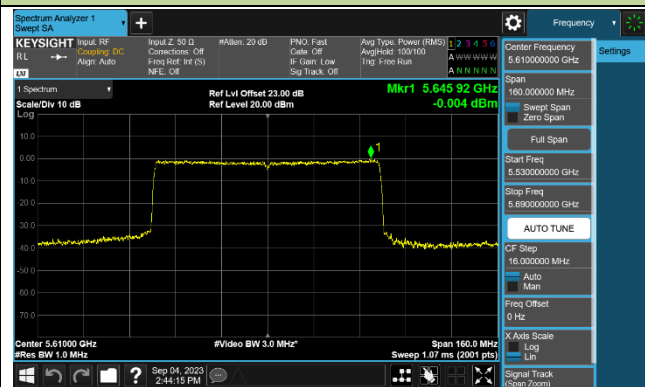 Spectrum Analyzer 1
Swept SA
Frequency
KEYSIGHT
RL
LXI
Input: RF
Coupling: DC
Align: Auto
Input Z: 50 Ω
Corrections: Off
Freq Ref: Int (S)
NFE: Off
#Atten: 20 dB
PNO: Fast
Gate: Off
IF Gain: Low
Sig Track: Off
Avg Type: Power (RMS)
Avg|Hold: 100/100
Trig: Free Run
1 2 3 4 5 6
A W W W W W
A N N N N N
1 Spectrum
Scale/Div 10 dB
Log
Ref Lvl Offset 23.00 dB
Ref Level 20.00 dBm
Mkr1 5.645 92 GHz
-0.004 dBm
1
10.0
0.00
-10.0
-20.0
-30.0
-40.0
-50.0
-60.0
-70.0
Center 5.61000 GHz
#Res BW 1.0 MHz
#Video BW 3.0 MHz*
Span 160.0 MHz
Sweep 1.07 ms (2001 pts)
Center Frequency
5.610000000 GHz
Span
160.000000 MHz
Swept Span
Zero Span
Full Span
Start Freq
5.530000000 GHz
Stop Freq
5.690000000 GHz
AUTO TUNE
CF Step
16.000000 MHz
Auto
Man
Freq Offset
0 Hz
X Axis Scale
Log
Lin
Signal Track
(Span Zoom)
Settings
?
Sep 04, 2023
2:44:15 PM